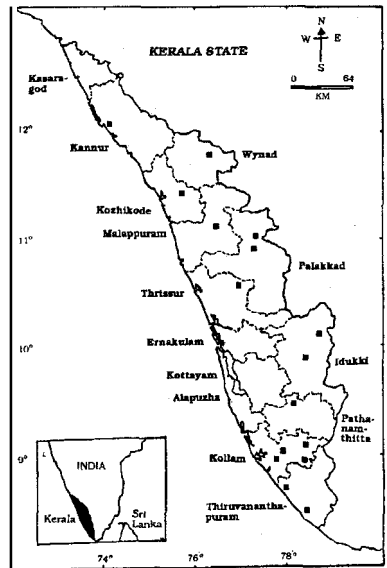 KERALA STATE
N
W E
S
0 64
KM
Kasara-
god
12°
Kannur
Wynad
Kozhikode
11°
Malappuram
Palakkad
Thrissur
Ernakulam
10°
Idukki
Kottayam
Alapuzha
Patha-
nam-
thitta
9°
Kollam
INDIA
Kerala
Sri
Lanka
Thiruvanantha-
puram
74° 76° 78°